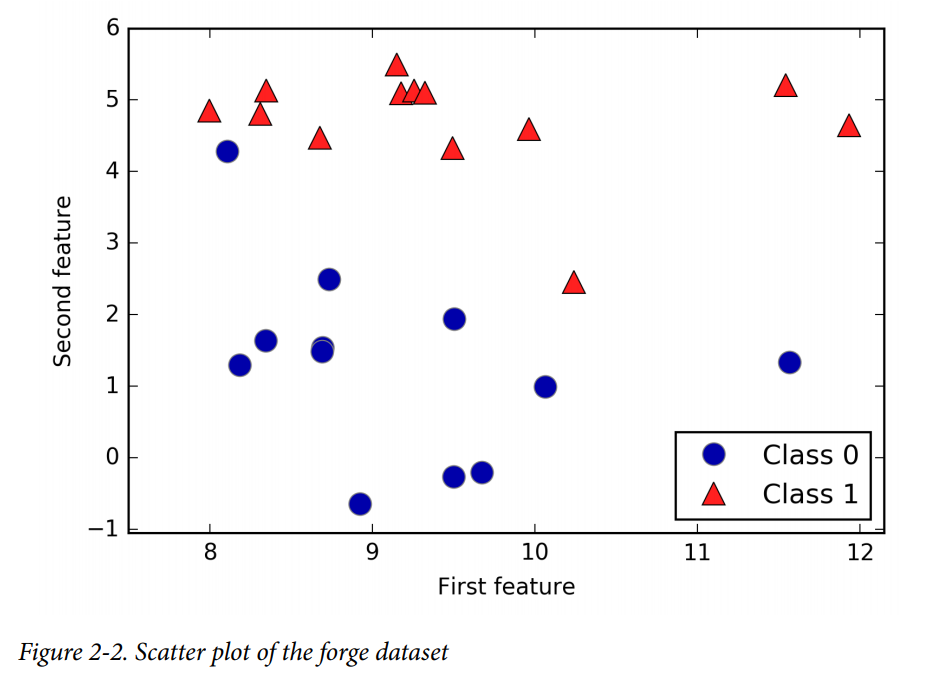 6
5
4
3
2
1
0
−1
Second feature
8 9 10 11 12
First feature
Class 0
Class 1
Figure 2-2. Scatter plot of the forge dataset